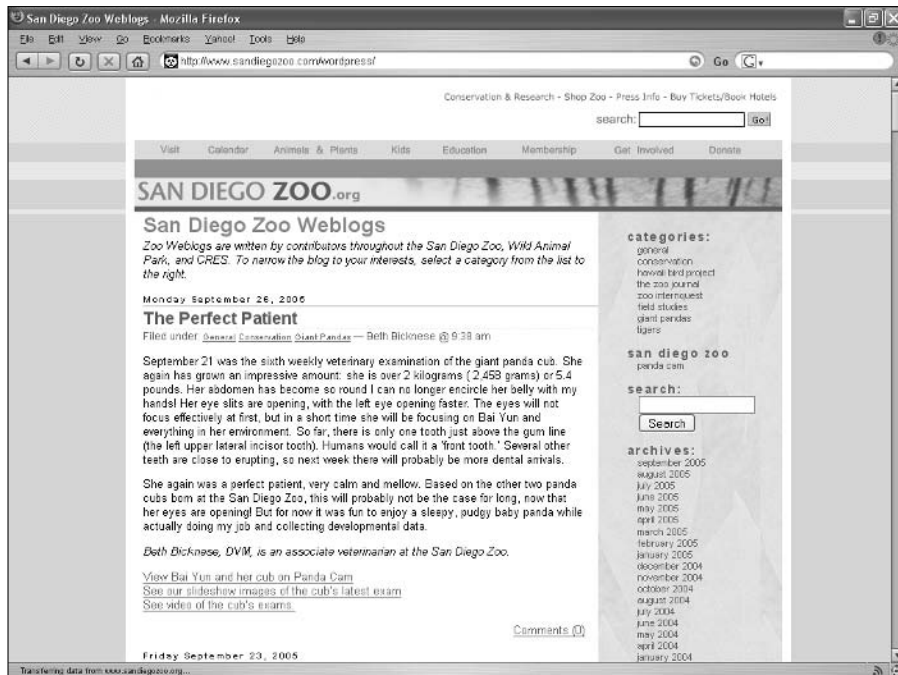 San Diego Zoo Weblogs - Mozilla Firefox
File Edit View Go Bookmarks Yahoo! Tools Help
http://www.sandiegozoo.com/wordpress/
Go
G
Conservation & Research - Shop Zoo - Press Info - Buy Tickets/Book Hotels
search:
Go!
Visit Calendar Animals & Plants Kids Education Membership Get Involved Donate
SAN DIEGO ZOO.org
San Diego Zoo Weblogs
Zoo Weblogs are written by contributors throughout the San Diego Zoo, Wild Animal
Park, and CRES. To narrow the blog to your interests, select a category from the list to
the right.
Monday September 26, 2005
The Perfect Patient
Filed under General Conservation Giant Pandas — Beth Bicknese @ 9:38 am
September 21 was the sixth weekly veterinary examination of the giant panda cub. She
again has grown an impressive amount: she is over 2 kilograms ( 2,458 grams) or 5.4
pounds. Her abdomen has become so round I can no longer encircle her belly with my
hands! Her eye slits are opening, with the left eye opening faster. The eyes will not
focus effectively at first, but in a short time she will be focusing on Bai Yun and
everything in her environment. So far, there is only one tooth just above the gum line
(the left upper lateral incisor tooth). Humans would call it a 'front tooth.' Several other
teeth are close to erupting, so next week there will probably be more dental arrivals.
She again was a perfect patient, very calm and mellow. Based on the other two panda
cubs born at the San Diego Zoo, this will probably not be the case for long, now that
her eyes are opening! But for now it was fun to enjoy a sleepy, pudgy baby panda while
actually doing my job and collecting developmental data.
Beth Bicknese, DVM, is an associate veterinarian at the San Diego Zoo.
View Bai Yun and her cub on Panda Cam
See our slideshow images of the cub's latest exam
See video of the cub's exams.
Comments (0)
Friday September 23, 2005
categories:
general
conservation
hawaii bird project
the zoo journal
zoo internquest
field studies
giant pandas
tigers
san diego zoo
panda cam
search:
Search
archives:
september 2005
august 2005
july 2005
june 2005
may 2005
april 2005
march 2005
february 2005
january 2005
december 2004
november 2004
october 2004
august 2004
july 2004
june 2004
may 2004
april 2004
january 2004
Transferring data from www.sandiegozoo.org...